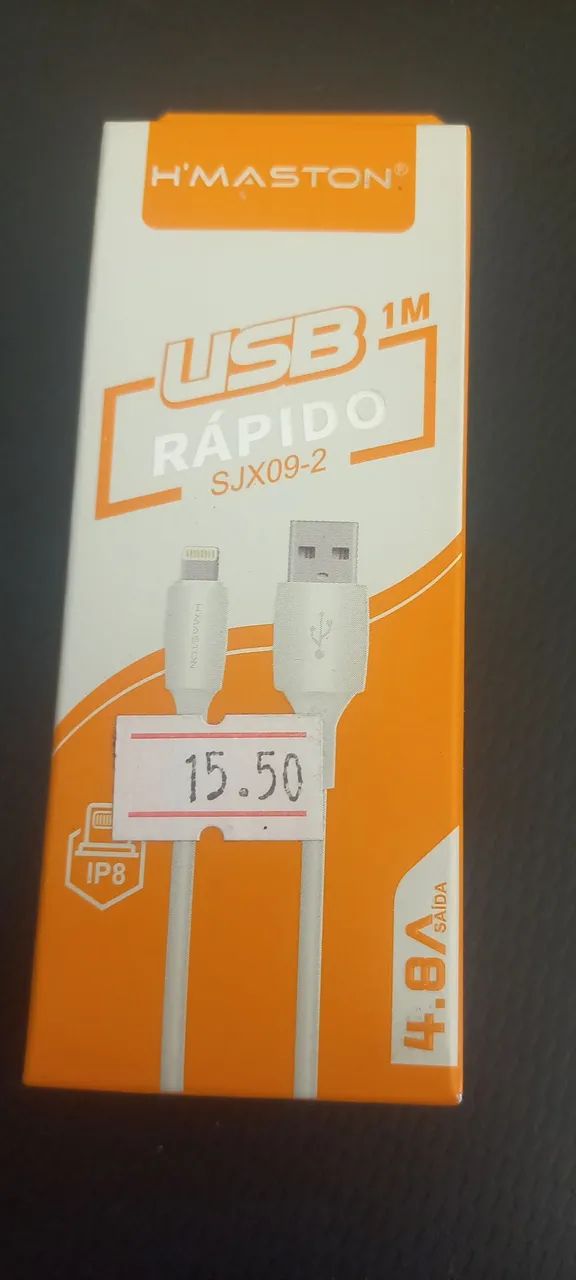 H'MASTON®
USB 1M
RÁPIDO
SJX09-2
H'MASTON
15.50
IP8
4.8A
SAÍDA